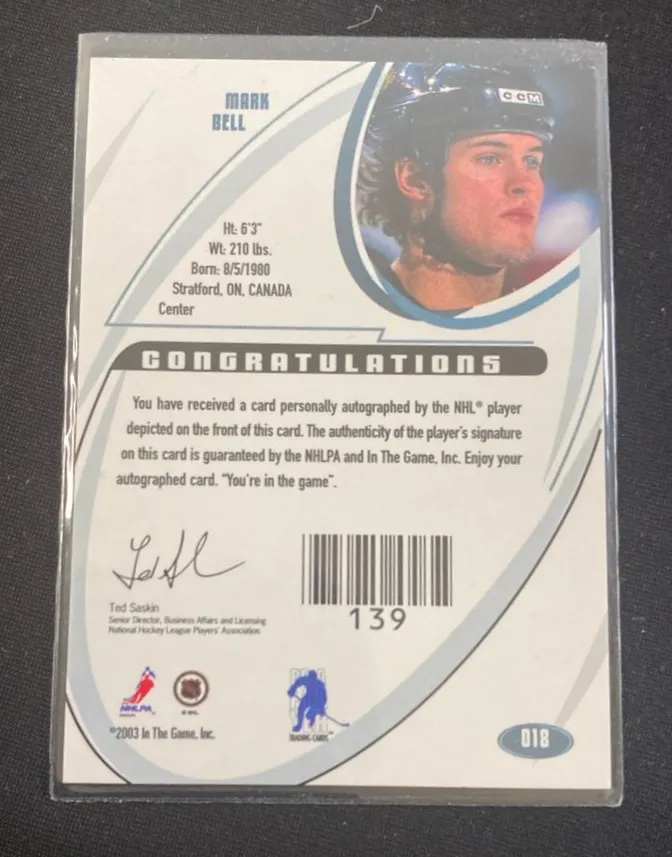 MARK
BELL
CCM
Ht: 6'3"
Wt: 210 lbs.
Born: 8/5/1980
Stratford, ON, CANADA
Center
CONGRATULATIONS
You have received a card personally autographed by the NHL® player
depicted on the front of this card. The authenticity of the player's signature
on this card is guaranteed by the NHLPA and In The Game, Inc. Enjoy your
autographed card. "You're in the game".
Ted Saskin
Senior Director, Business Affairs and Licensing
National Hockey League Players' Association
139
NHLPA
TRADING CARDS™
©2003 In The Game, Inc.
018